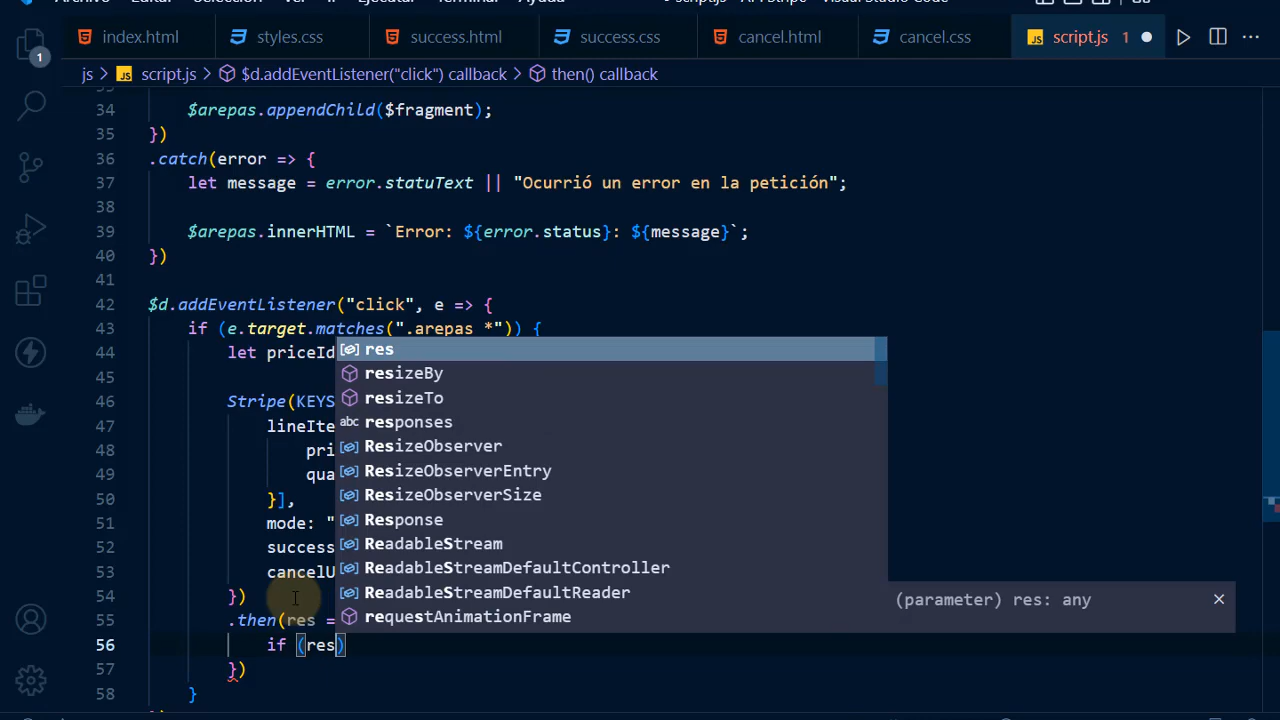 index.html styles.css success.html success.css cancel.html cancel.css script.js 1
1
js > script.js > $d.addEventListener("click") callback > then() callback
34 $arepas.appendChild($fragment);
35 })
36 .catch(error => {
37 let message = error.statuText || "Ocurrió un error en la petición";
38
39 $arepas.innerHTML = `Error: ${error.status}: ${message}`;
40 })
41
42 $d.addEventListener("click", e => {
43 if (e.target.matches(".arepas *")) {
44 let priceId
res
resizeBy
46 Stripe(KEYS
resizeTo
47 lineIte
abc responses
48 pri
ResizeObserver
49 qua
ResizeObserverEntry
50 }],
ResizeObserverSize
51 mode: "
Response
52 success
ReadableStream
53 cancelU
ReadableStreamDefaultController
54 })
ReadableStreamDefaultReader
(parameter) res: any
55 .then(res =
requestAnimationFrame
56 if (res)
57 })
58 }